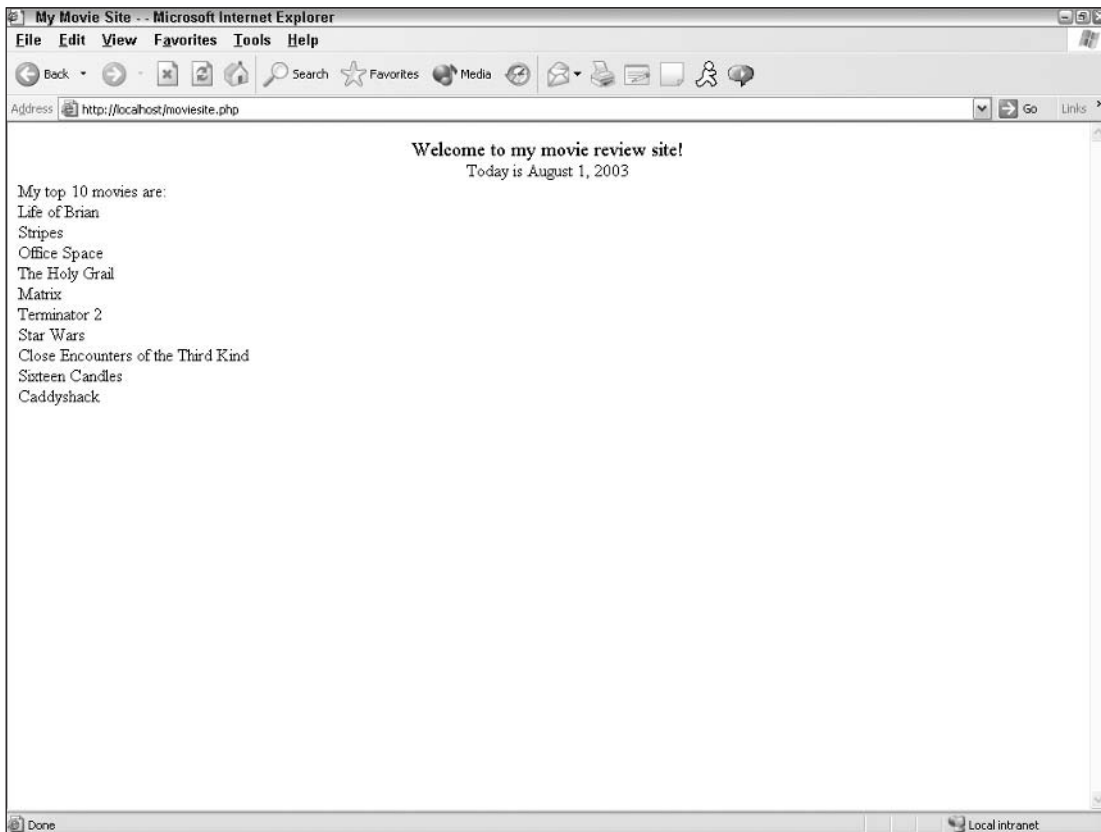 My Movie Site - - Microsoft Internet Explorer
File Edit View Favorites Tools Help
Back Search Favorites Media
Address http://localhost/moviesite.php Go Links
Welcome to my movie review site!
Today is August 1, 2003
My top 10 movies are:
Life of Brian
Stripes
Office Space
The Holy Grail
Matrix
Terminator 2
Star Wars
Close Encounters of the Third Kind
Sixteen Candles
Caddyshack
Done Local intranet